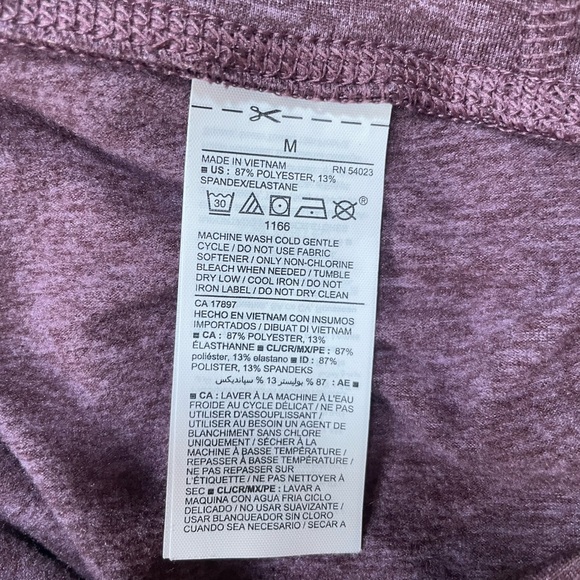 M
MADE IN VIETNAM RN 54023
■ US : 87% POLYESTER, 13%
SPANDEX/ELASTANE
30 ®
1166
MACHINE WASH COLD GENTLE
CYCLE / DO NOT USE FABRIC
SOFTENER / ONLY NON-CHLORINE
BLEACH WHEN NEEDED / TUMBLE
DRY LOW / COOL IRON / DO NOT
IRON LABEL / DO NOT DRY CLEAN
CA 17897
HECHO EN VIETNAM CON INSUMOS
IMPORTADOS / DIBUAT DI VIETNAM
■ CA : 87% POLYESTER, 13%
ÉLASTHANNE ■ CL/CR/MX/PE : 87%
poliéster, 13% elastano ■ ID : 87%
POLISTER, 13% SPANDEKS
■ AE : 87 % بوليستر 13 % سباندیكس
■ CA : LAVER À LA MACHINE À L'EAU
FROIDE AU CYCLE DÉLICAT / NE PAS
UTILISER D'ASSOUPLISSANT /
UTILISER AU BESOIN UN AGENT DE
BLANCHIMENT SANS CHLORE
UNIQUEMENT / SÉCHER À LA
MACHINE À BASSE TEMPÉRATURE /
REPASSER À BASSE TEMPÉRATURE /
NE PAS REPASSER SUR
L'ÉTIQUETTE / NE PAS NETTOYER À
SEC ■ CL/CR/MX/PE : LAVAR A
MAQUINA CON AGUA FRIA CICLO
DELICADO / NO USAR SUAVIZANTE /
USAR BLANQUEADOR SIN CLORO
CUANDO SEA NECESARIO / SECAR A